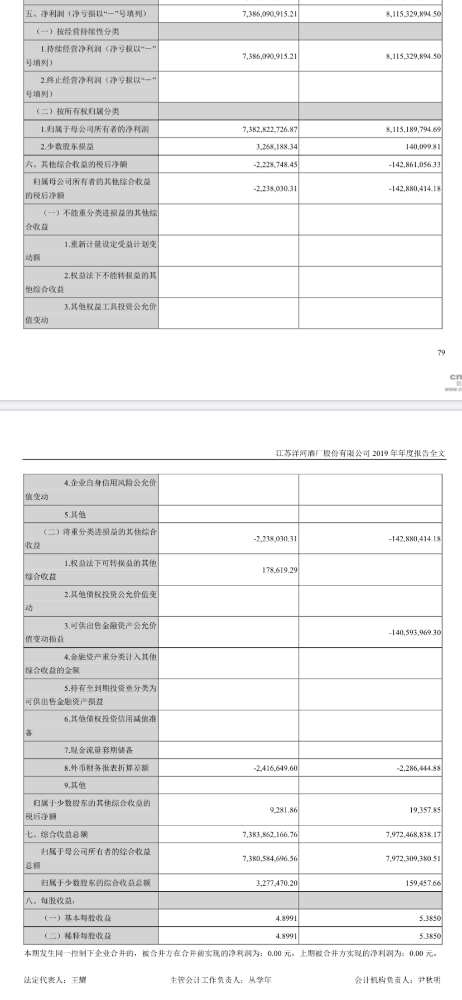 五、净利润（净亏损以“－”号填列） 7,386,090,915.21 8,115,329,894.50
（一）按经营持续性分类
1.持续经营净利润（净亏损以“－”
号填列） 7,386,090,915.21 8,115,329,894.50
2.终止经营净利润（净亏损以“－”
号填列）
（二）按所有权归属分类
1.归属于母公司所有者的净利润 7,382,822,726.87 8,115,189,794.69
2.少数股东损益 3,268,188.34 140,099.81
六、其他综合收益的税后净额 -2,228,748.45 -142,861,056.33
归属母公司所有者的其他综合收益
的税后净额 -2,238,030.31 -142,880,414.18
（一）不能重分类进损益的其他综
合收益
1.重新计量设定受益计划变
动额
2.权益法下不能转损益的其
他综合收益
3.其他权益工具投资公允价
值变动
79
cn
巨
www.c
江苏洋河酒厂股份有限公司 2019 年年度报告全文
4.企业自身信用风险公允价
值变动
5.其他
（二）将重分类进损益的其他综合
收益 -2,238,030.31 -142,880,414.18
1.权益法下可转损益的其他
综合收益 178,619.29
2.其他债权投资公允价值变
动
3.可供出售金融资产公允价
值变动损益 -140,593,969.30
4.金融资产重分类计入其他
综合收益的金额
5.持有至到期投资重分类为
可供出售金融资产损益
6.其他债权投资信用减值准
备
7.现金流量套期储备
8.外币财务报表折算差额 -2,416,649.60 -2,286,444.88
9.其他
归属于少数股东的其他综合收益的
税后净额 9,281.86 19,357.85
七、综合收益总额 7,383,862,166.76 7,972,468,838.17
归属于母公司所有者的综合收益
总额 7,380,584,696.56 7,972,309,380.51
归属于少数股东的综合收益总额 3,277,470.20 159,457.66
八、每股收益：
（一）基本每股收益 4.8991 5.3850
（二）稀释每股收益 4.8991 5.3850
本期发生同一控制下企业合并的，被合并方在合并前实现的净利润为：0.00 元，上期被合并方实现的净利润为：0.00 元。
法定代表人：王耀 主管会计工作负责人：丛学年 会计机构负责人：尹秋明